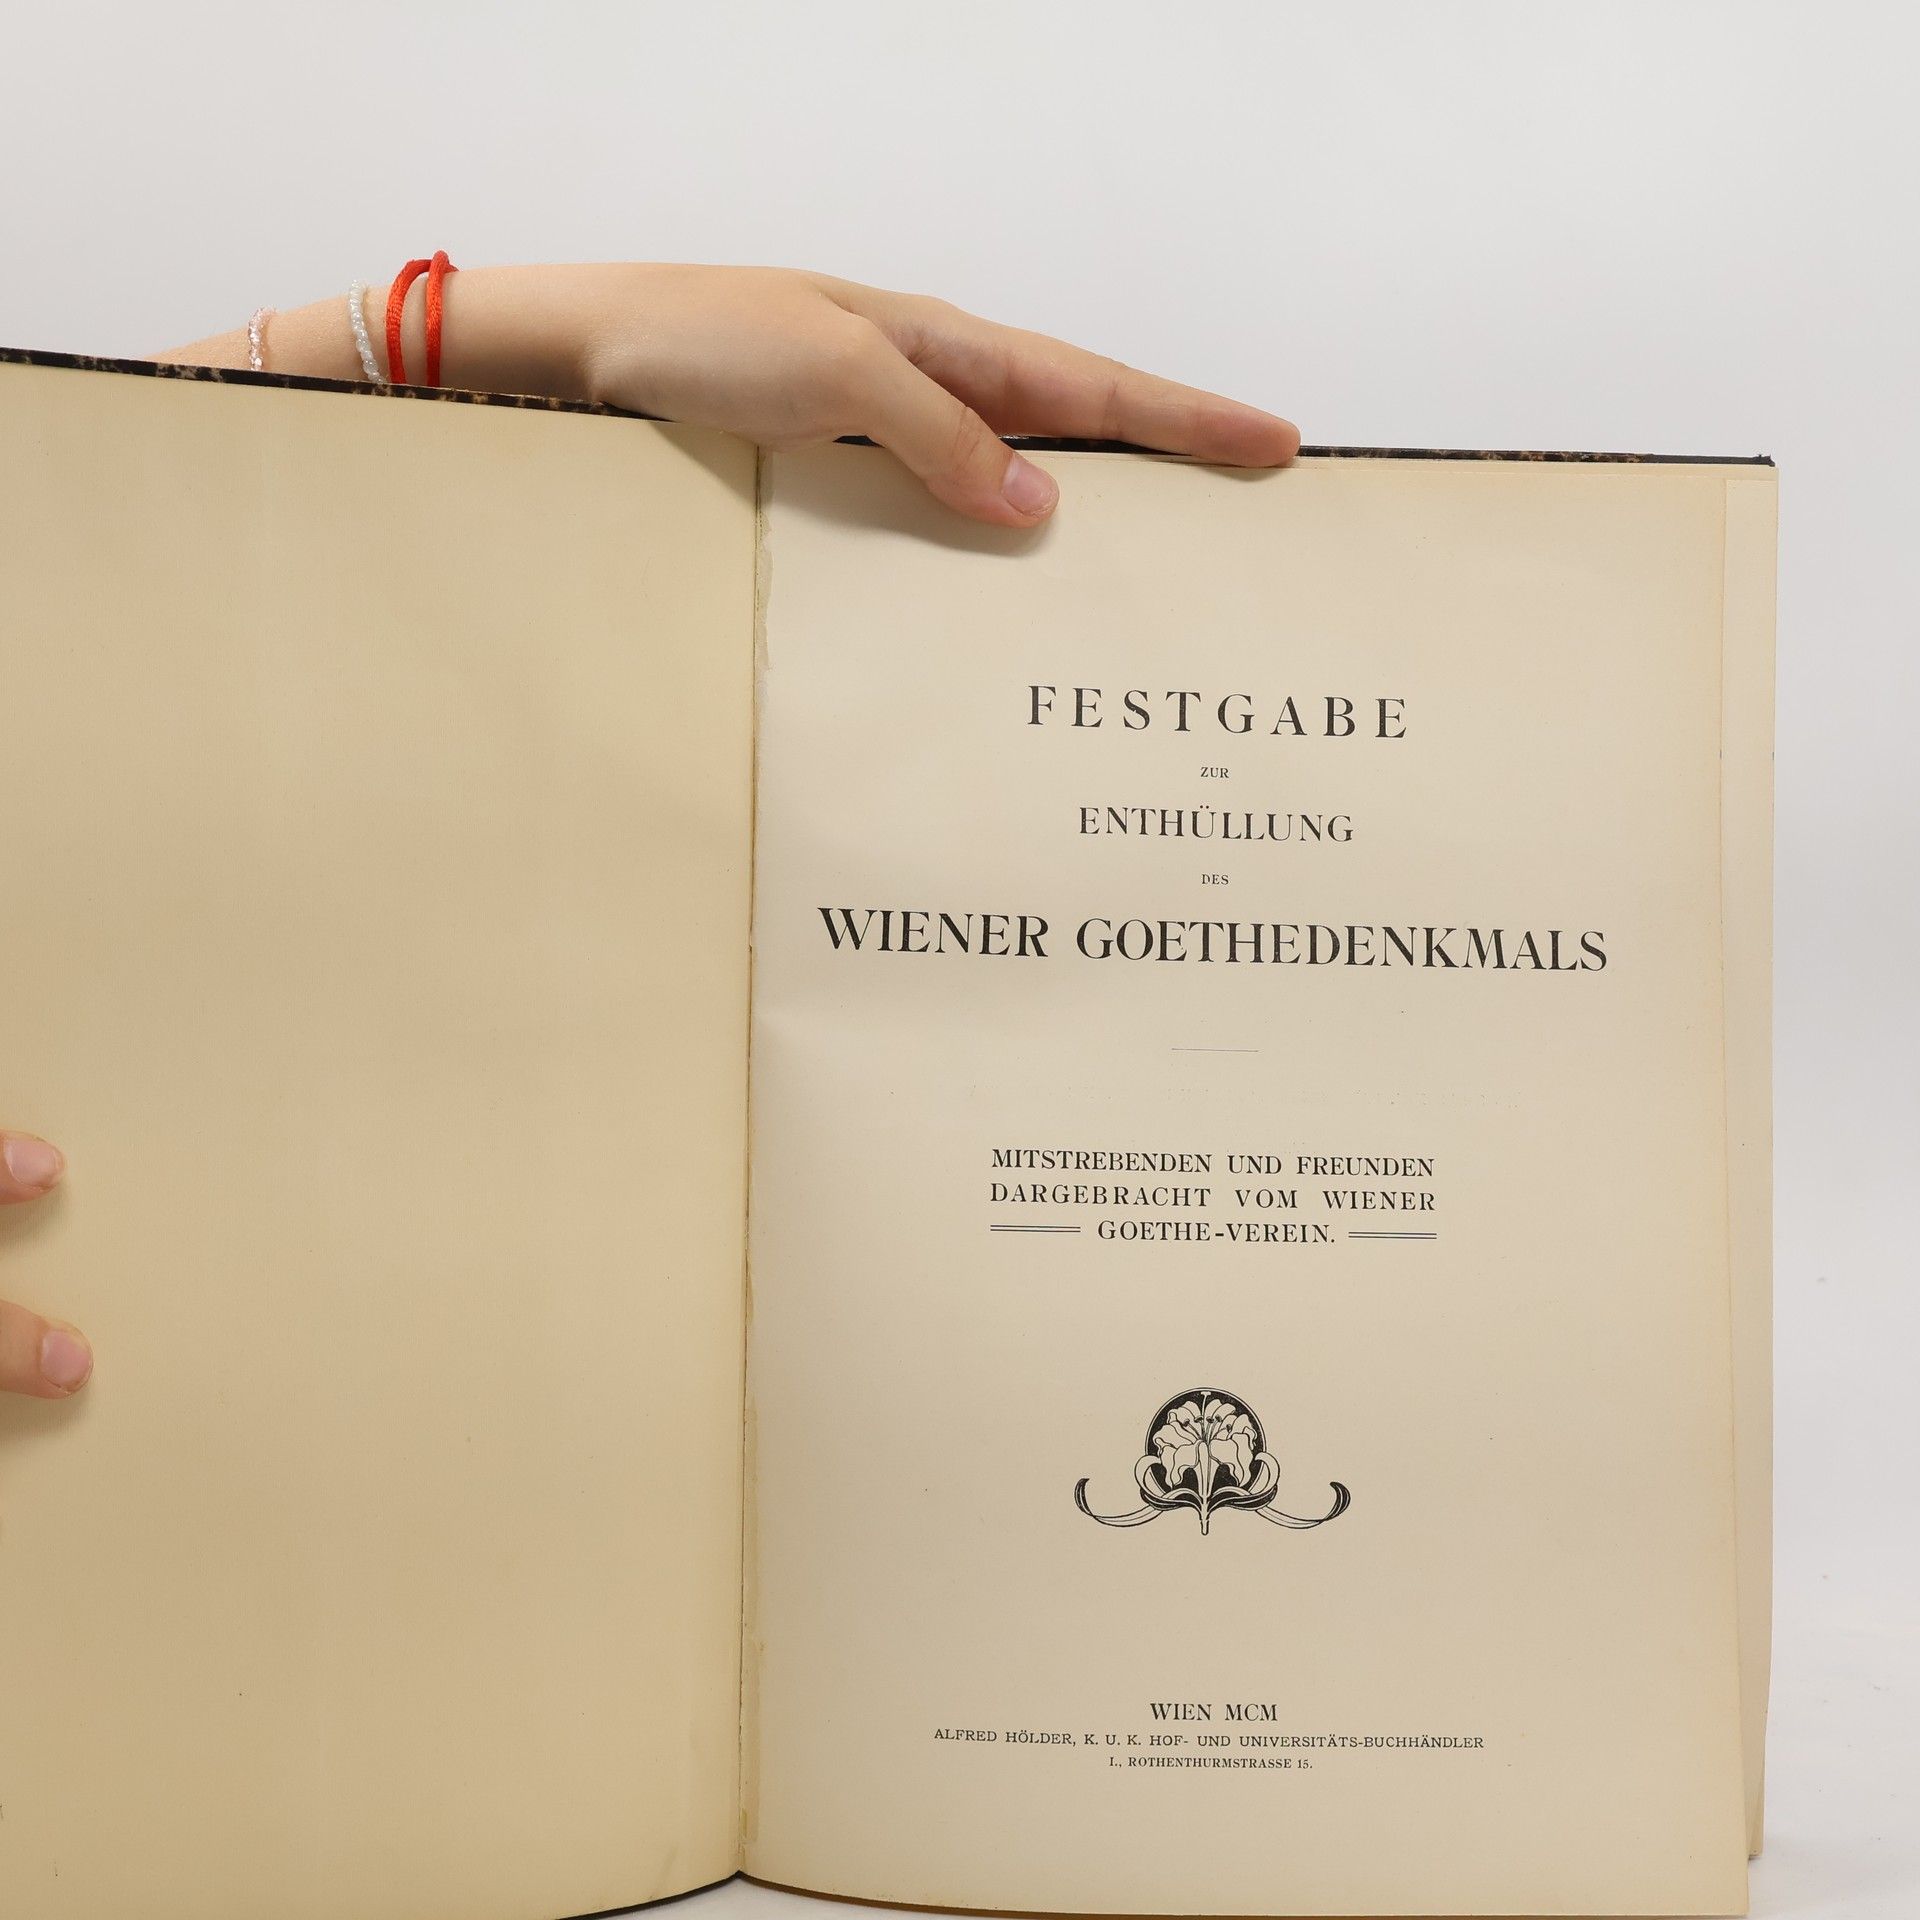 FESTGABE
ZUR
ENTHÜLLUNG
DES
WIENER GOETHEDENKMALS
MITSTREBENDEN UND FREUNDEN
DARGEBRACHT VOM WIENER
GOETHE-VEREIN.
WIEN MCM
ALFRED HÖLDER, K. U. K. HOF- UND UNIVERSITÄTS-BUCHHÄNDLER
I., ROTHENTHURMSTRASSE 15.